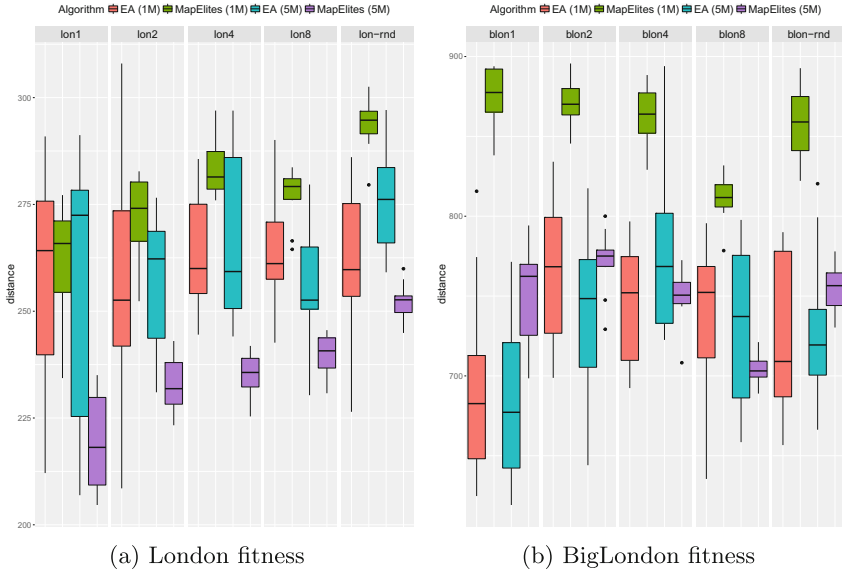 Algorithm EA (1M) MapElites (1M) EA (5M) MapElites (5M)
lon1 lon2 lon4 lon8 lon−rnd
300
275
250
225
200
distance
(a) London fitness
Algorithm EA (1M) MapElites (1M) EA (5M) MapElites (5M)
blon1 blon2 blon4 blon8 blon−rnd
900
800
700
distance
(b) BigLondon fitness